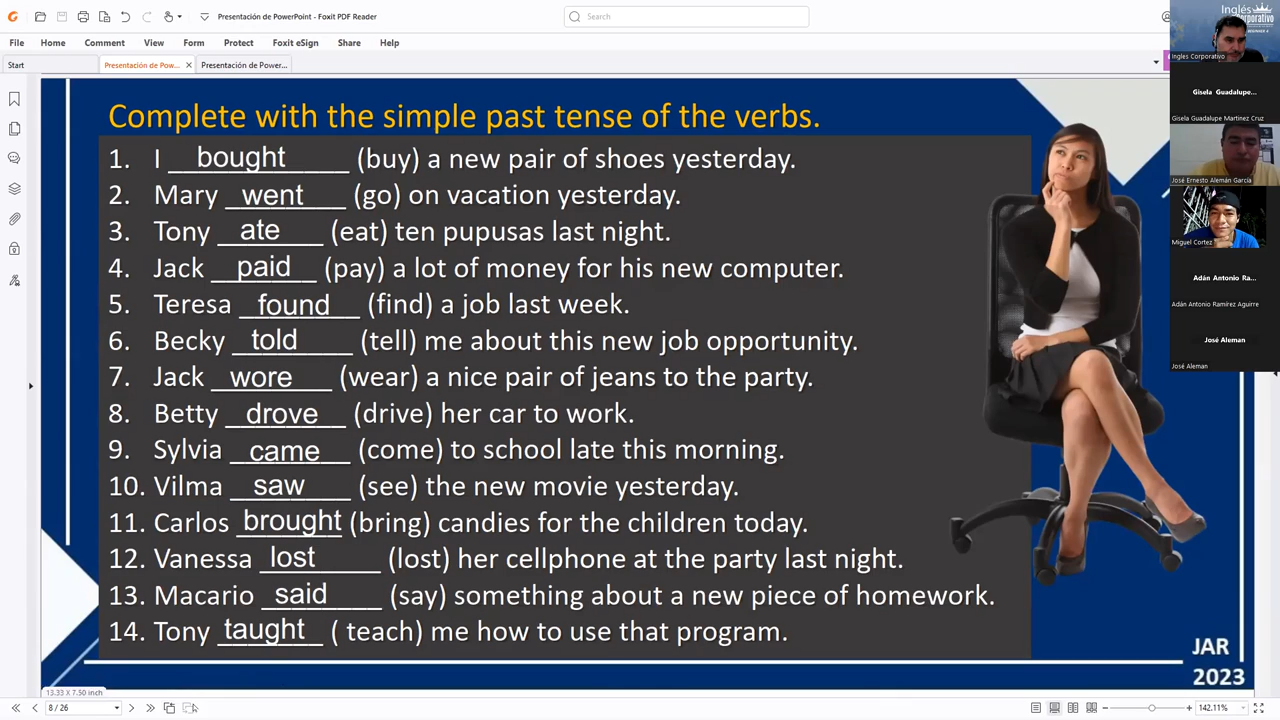 Presentación de PowerPoint - Foxit PDF Reader
Search
File Home Comment View Form Protect Foxit eSign Share Help
Start Presentación de Pow... Presentación de Power...
Complete with the simple past tense of the verbs.
1. I bought (buy) a new pair of shoes yesterday.
2. Mary went (go) on vacation yesterday.
3. Tony ate (eat) ten pupusas last night.
4. Jack paid (pay) a lot of money for his new computer.
5. Teresa found (find) a job last week.
6. Becky told (tell) me about this new job opportunity.
7. Jack wore (wear) a nice pair of jeans to the party.
8. Betty drove (drive) her car to work.
9. Sylvia came (come) to school late this morning.
10. Vilma saw (see) the new movie yesterday.
11. Carlos brought (bring) candies for the children today.
12. Vanessa lost (lost) her cellphone at the party last night.
13. Macario said (say) something about a new piece of homework.
14. Tony taught ( teach) me how to use that program.
JAR
2023
Inglés
Corporativo
Ingles Corporativo
Gisela Guadalupe...
Gisela Guadalupe Martinez Cruz
José Ernesto Alemán García
Miguel Cortez
Adán Antonio Ra...
Adán Antonio Ramírez Aguirre
José Aleman
José Aleman
13.33 X 7.50 inch
8 / 26
142.11%